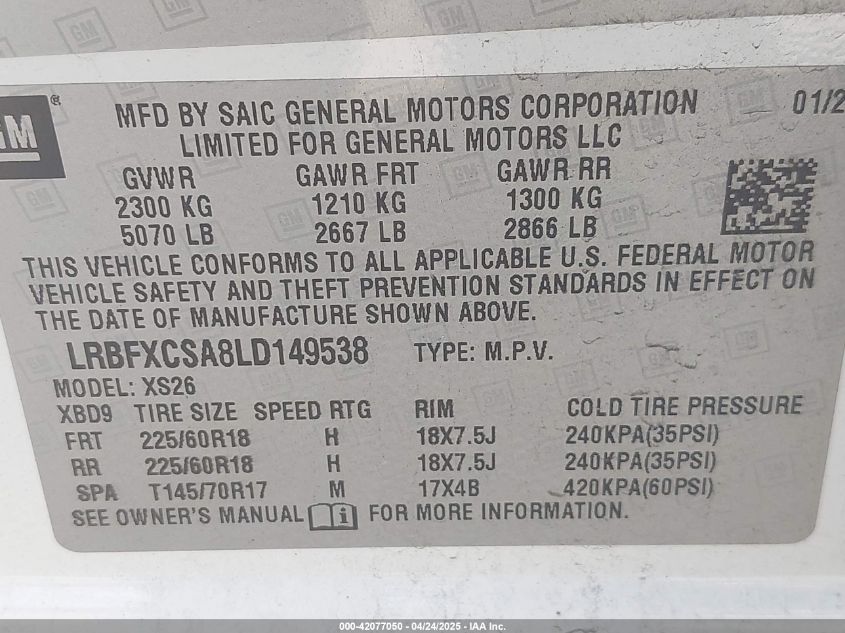 GM®
MFD BY SAIC GENERAL MOTORS CORPORATION 01/2
LIMITED FOR GENERAL MOTORS LLC
GVWR GAWR FRT GAWR RR
2300 KG 1210 KG 1300 KG
5070 LB 2667 LB 2866 LB
THIS VEHICLE CONFORMS TO ALL APPLICABLE U.S. FEDERAL MOTOR
VEHICLE SAFETY AND THEFT PREVENTION STANDARDS IN EFFECT ON
THE DATE OF MANUFACTURE SHOWN ABOVE.
LRBFXCSA8LD149538 TYPE: M.P.V.
MODEL: XS26
XBD9 TIRE SIZE SPEED RTG RIM COLD TIRE PRESSURE
FRT 225/60R18 H 18X7.5J 240KPA(35PSI)
RR 225/60R18 H 18X7.5J 240KPA(35PSI)
SPA T145/70R17 M 17X4B 420KPA(60PSI)
SEE OWNER'S MANUAL i FOR MORE INFORMATION.
000-42077050 - 04/24/2025 - IAA Inc.